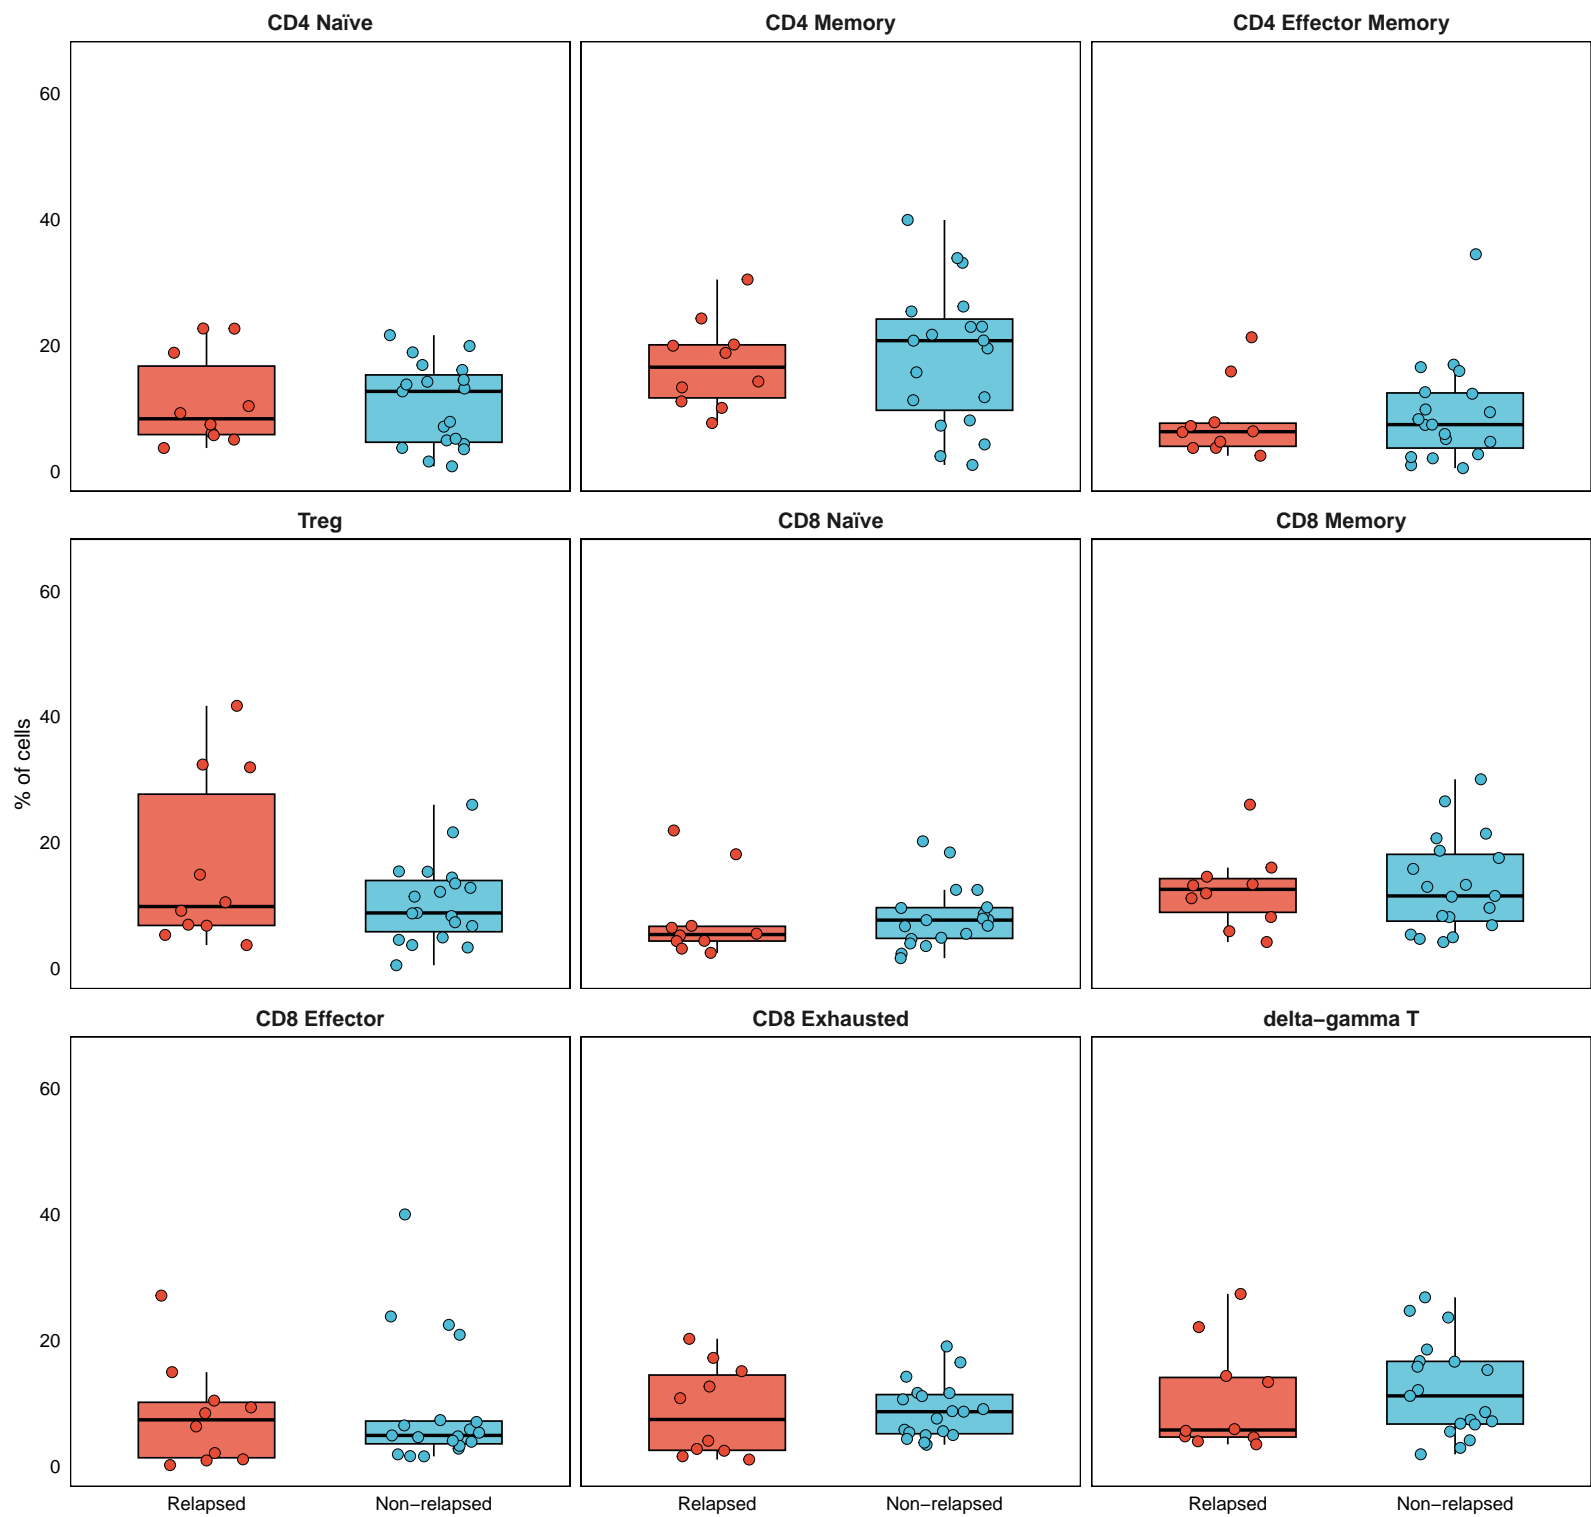 CD4 Naïve
CD4 Memory
CD4 Effector Memory
60
40
20
0
Treg
CD8 Naïve
CD8 Memory
60
40
20
0
% of cells
CD8 Effector
CD8 Exhausted
delta−gamma T
60
40
20
0
Relapsed
Non−relapsed
Relapsed
Non−relapsed
Relapsed
Non−relapsed